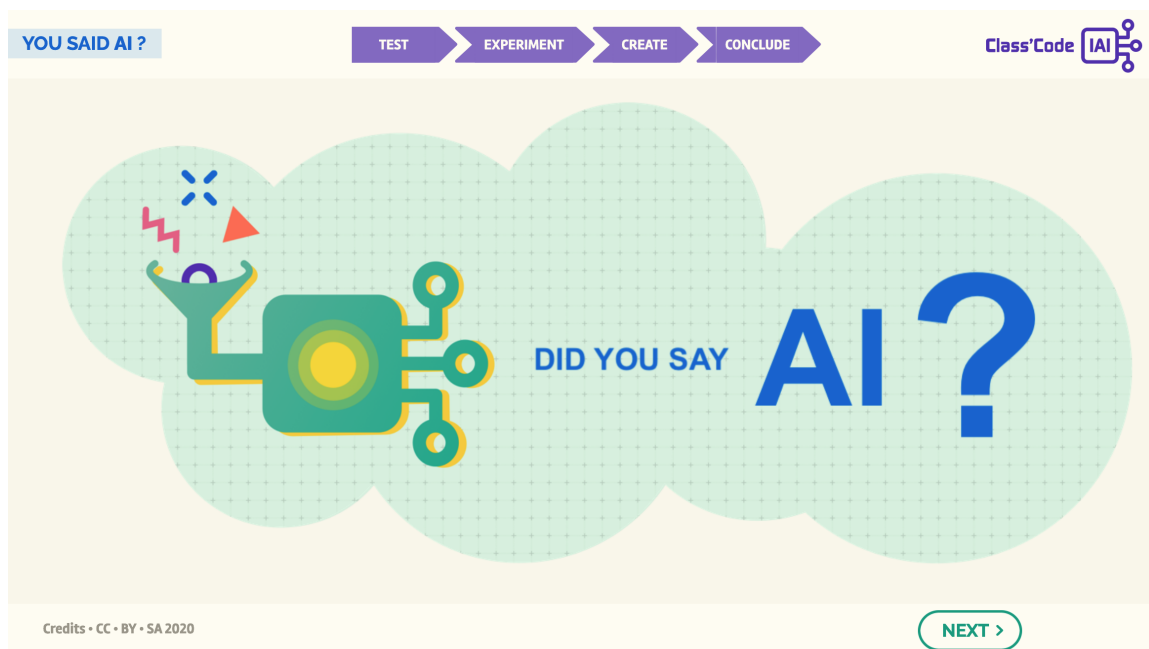 YOU SAID AI ?
TEST
EXPERIMENT
CREATE
CONCLUDE
Class'Code IAI
DID YOU SAY AI ?
Credits • CC • BY • SA 2020
NEXT >